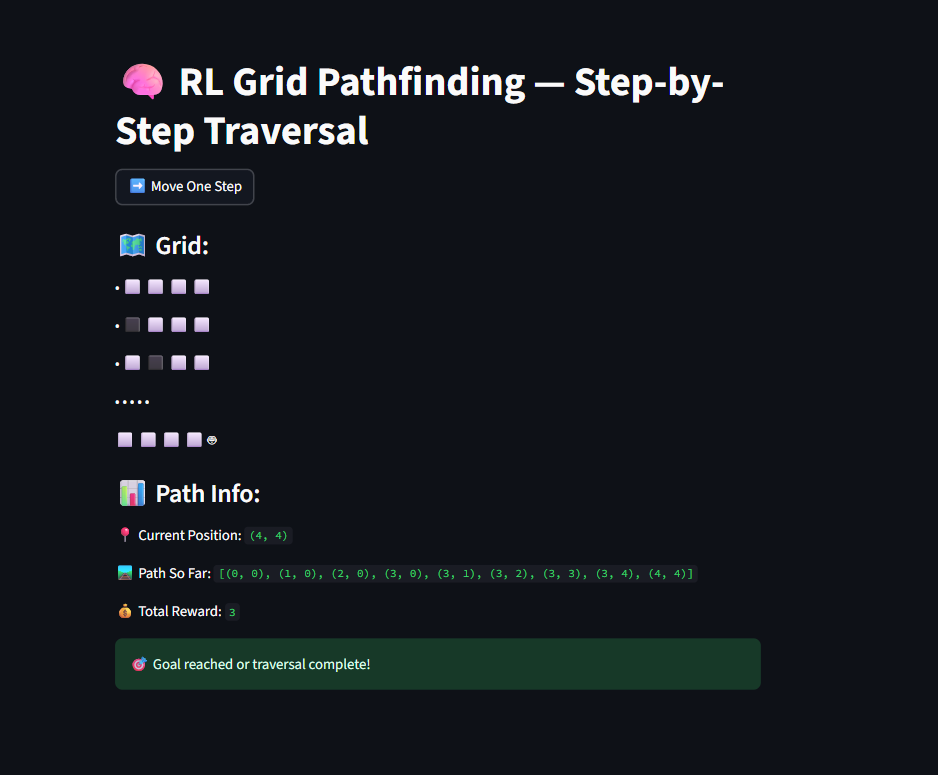 🧠 RL Grid Pathfinding — Step-by-
Step Traversal
➡️ Move One Step
🗺️ Grid:
• ⬜ ⬜ ⬜ ⬜
• ⬛ ⬜ ⬜ ⬜
• ⬜ ⬛ ⬜ ⬜
• • • • •
⬜ ⬜ ⬜ ⬜
📊 Path Info:
📍 Current Position: (4, 4)
🏞️ Path So Far: [(0, 0), (1, 0), (2, 0), (3, 0), (3, 1), (3, 2), (3, 3), (3, 4), (4, 4)]
💰 Total Reward: 3
🎯 Goal reached or traversal complete!